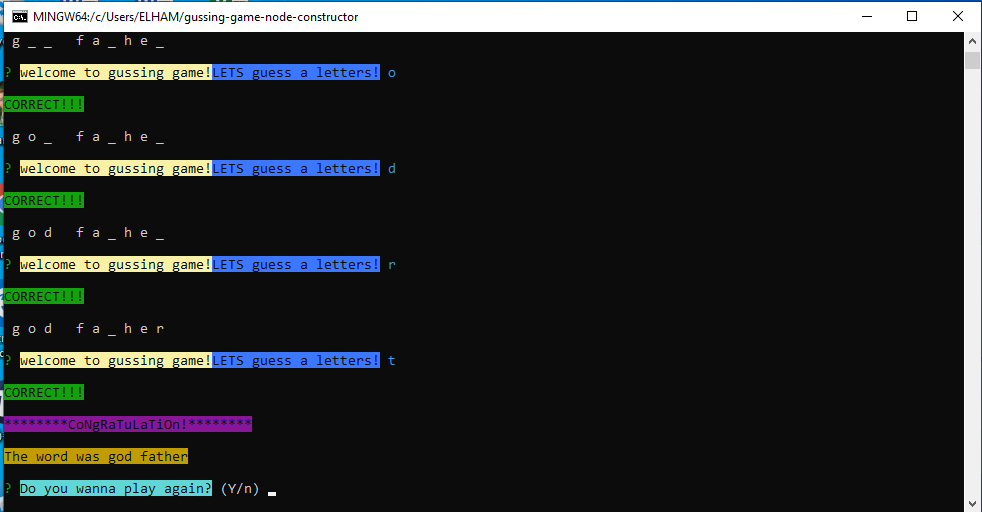 MINGW64:/c/Users/ELHAM/gussing-game-node-constructor
g _ _   f a _ h e _
? welcome to gussing game!LETS guess a letters! o
CORRECT!!!
g o _   f a _ h e _
? welcome to gussing game!LETS guess a letters! d
CORRECT!!!
g o d   f a _ h e _
? welcome to gussing game!LETS guess a letters! r
CORRECT!!!
g o d   f a _ h e r
? welcome to gussing game!LETS guess a letters! t
CORRECT!!!
********CoNgRaTuLaTiOn!********
The word was god father
? Do you wanna play again? (Y/n)